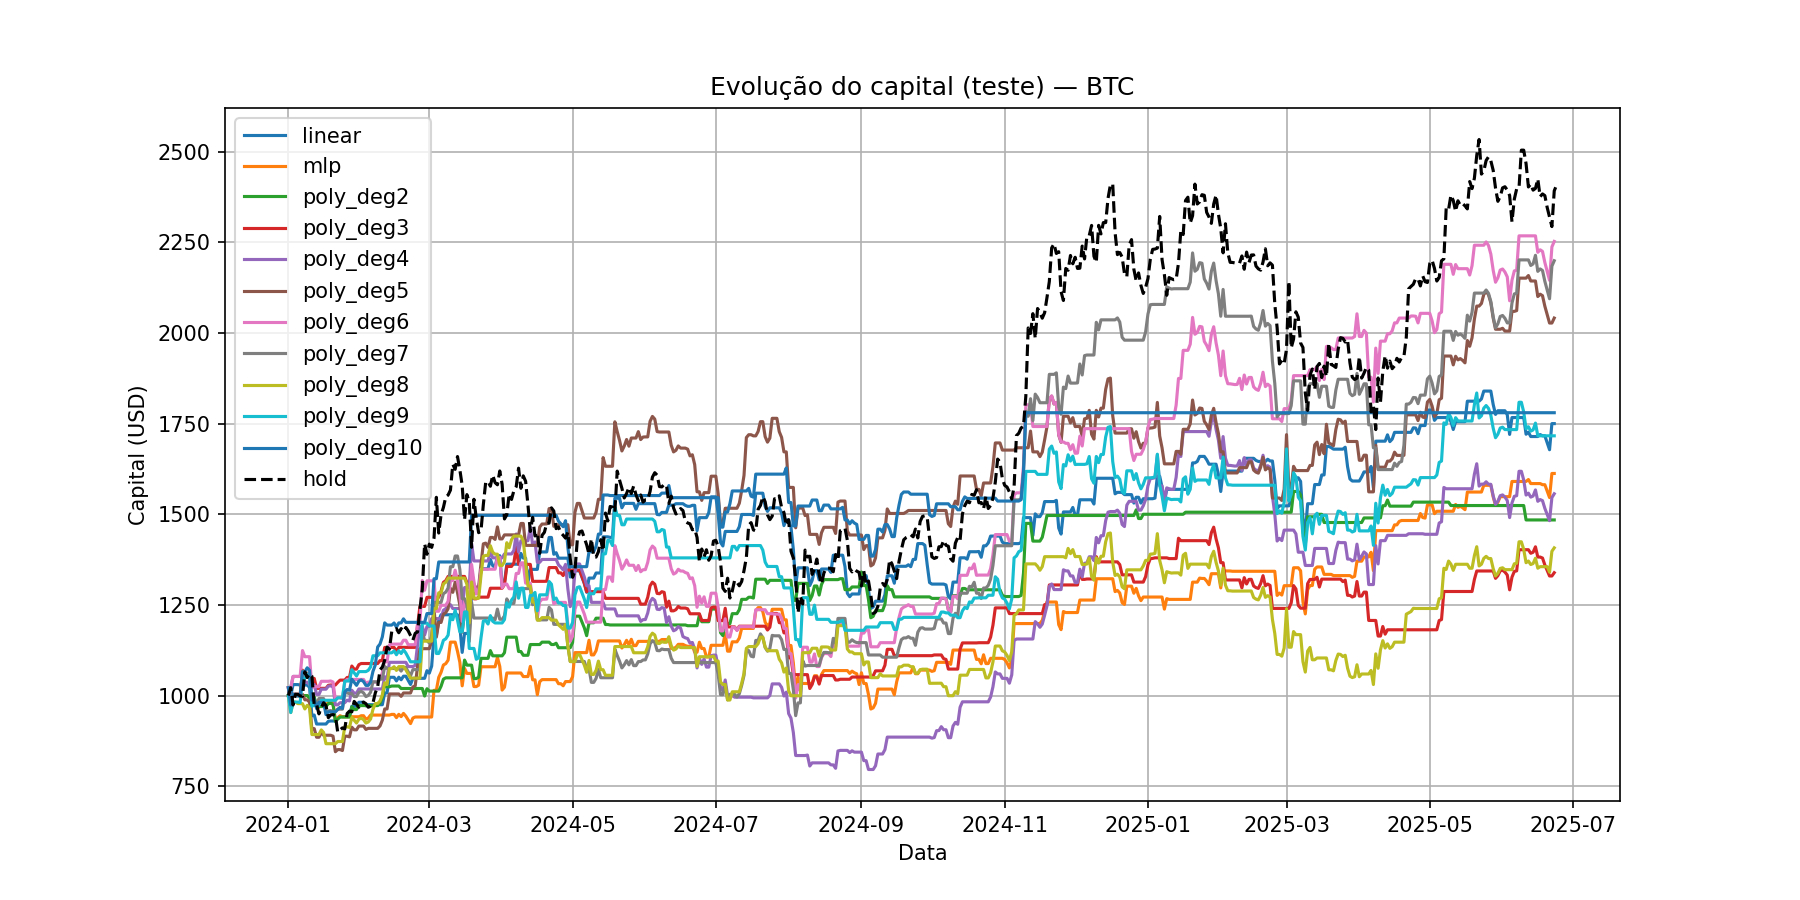 Evolução do capital (teste) — BTC
linear
mlp
poly_deg2
poly_deg3
poly_deg4
poly_deg5
poly_deg6
poly_deg7
poly_deg8
poly_deg9
poly_deg10
hold
Capital (USD)
2500
2250
2000
1750
1500
1250
1000
750
2024-01 2024-03 2024-05 2024-07 2024-09 2024-11 2025-01 2025-03 2025-05 2025-07
Data